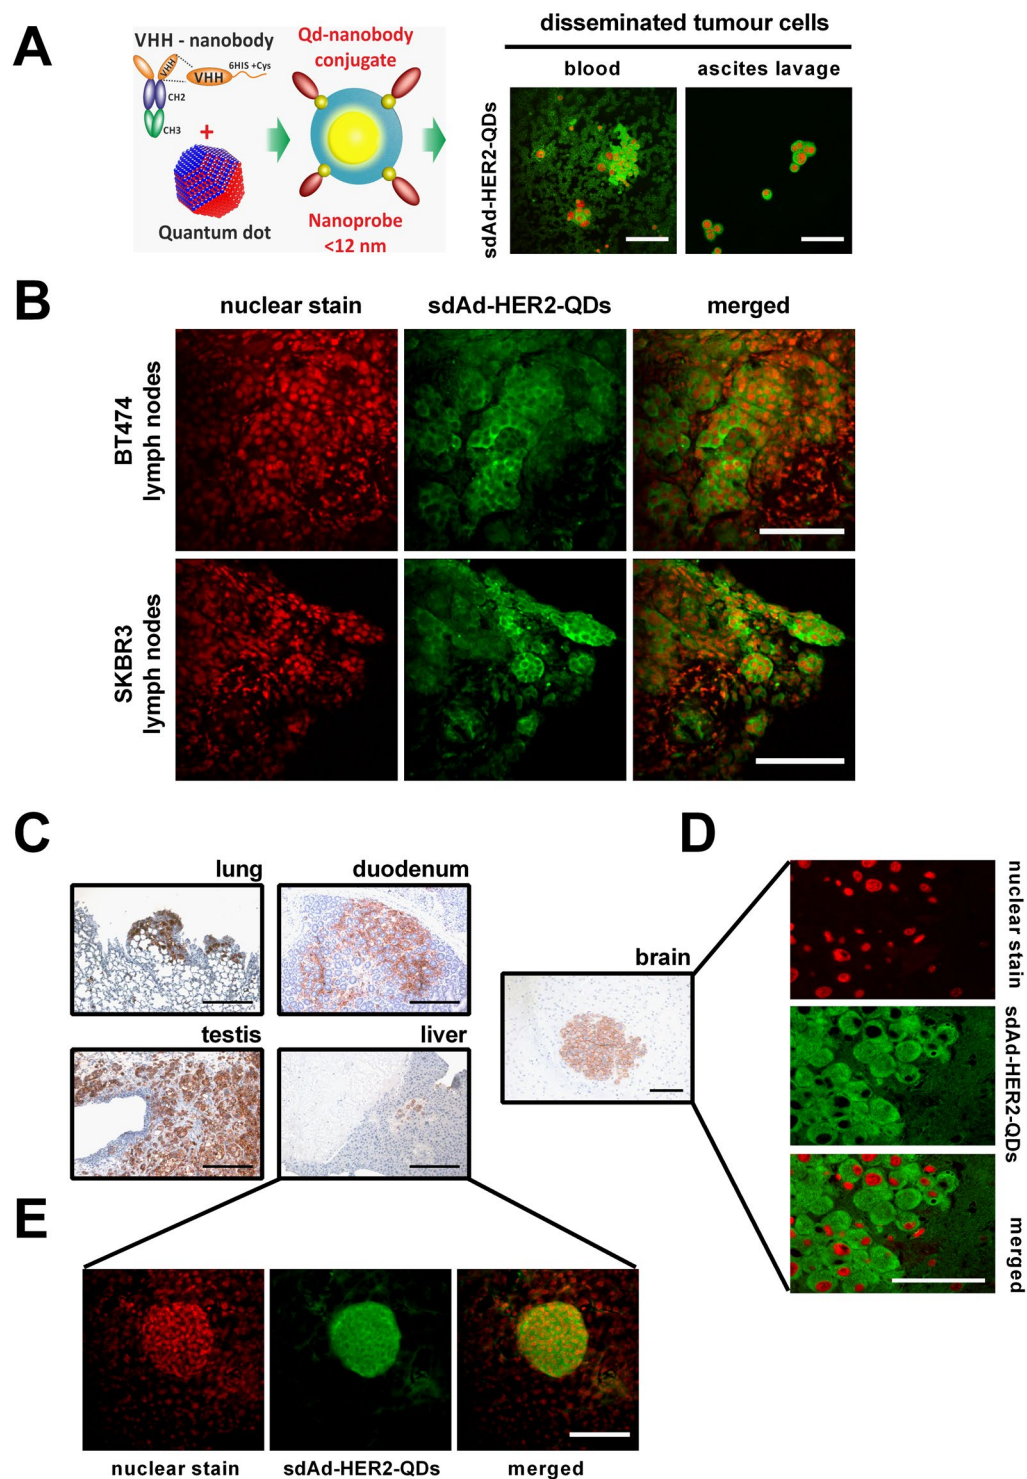 A
VHH - nanobody
VHH
VHH
6HIS +Cys
CH2
CH3
+
Quantum dot
Qd-nanobody
conjugate
Nanoprobe
<12 nm
disseminated tumour cells
blood
ascites lavage
sdAd-HER2-QDs
B
nuclear stain
sdAd-HER2-QDs
merged
BT474
lymph nodes
SKBR3
lymph nodes
C
lung
duodenum
testis
liver
brain
D
nuclear stain
sdAd-HER2-QDs
merged
E
nuclear stain
sdAd-HER2-QDs
merged